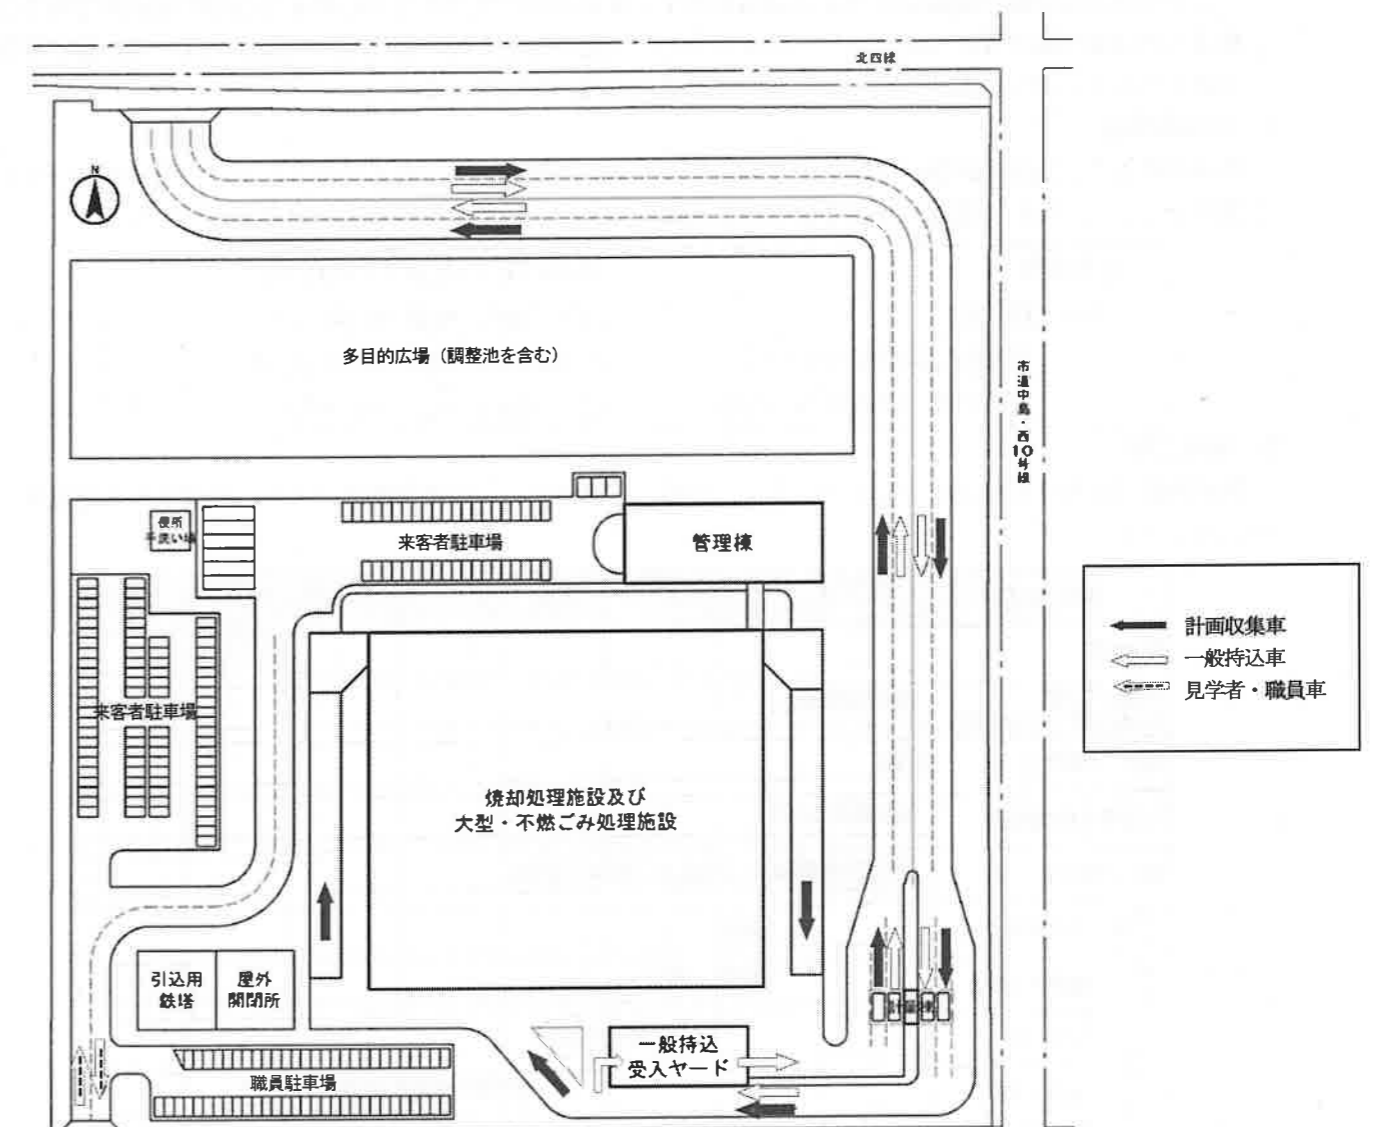 北四線
N
多目的広場（調整池を含む）
市道中島・西10号線
便所
手洗い場
来客者駐車場
管理棟
計画収集車
一般持込車
見学者・職員車
来客者駐車場
焼却処理施設及び
大型・不燃ごみ処理施設
引込用
鉄塔
屋外
開閉所
計量棟
一般持込
受入ヤード
職員駐車場